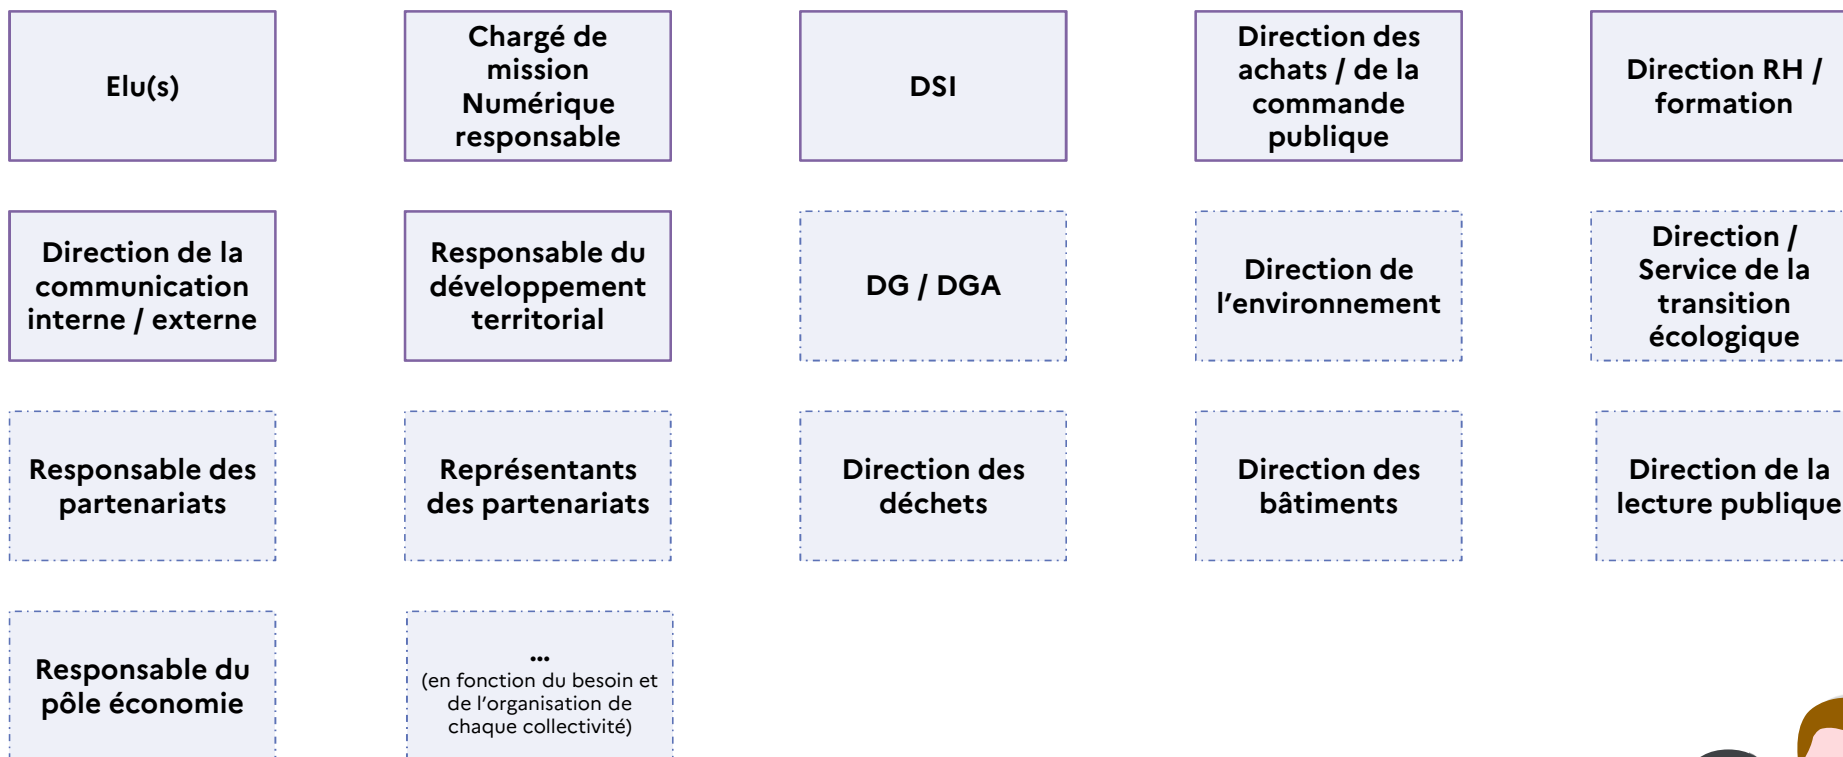 Elu(s)
Chargé de
mission
Numérique
responsable
DSI
Direction des
achats / de la
commande
publique
Direction RH /
formation
Direction de la
communication
interne / externe
Responsable du
développement
territorial
DG / DGA
Direction de
l'environnement
Direction /
Service de la
transition
écologique
Responsable des
partenariats
Représentants
des partenariats
Direction des
déchets
Direction des
bâtiments
Direction de la
lecture publique
Responsable du
pôle économie
...
(en fonction du besoin et
de l'organisation de
chaque collectivité)